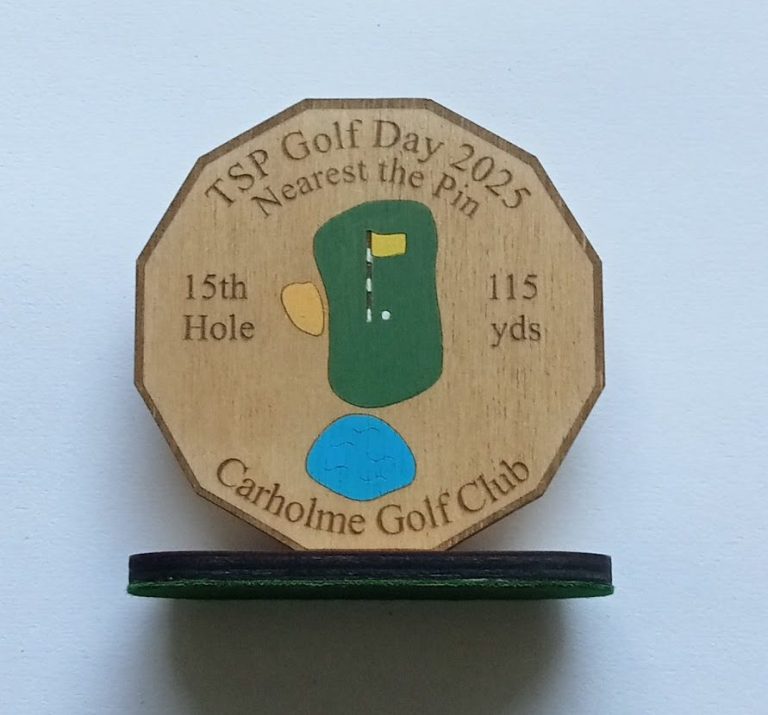 TSP Golf Day 2025
Nearest the Pin
15th
Hole
115
yds
Carholme Golf Club